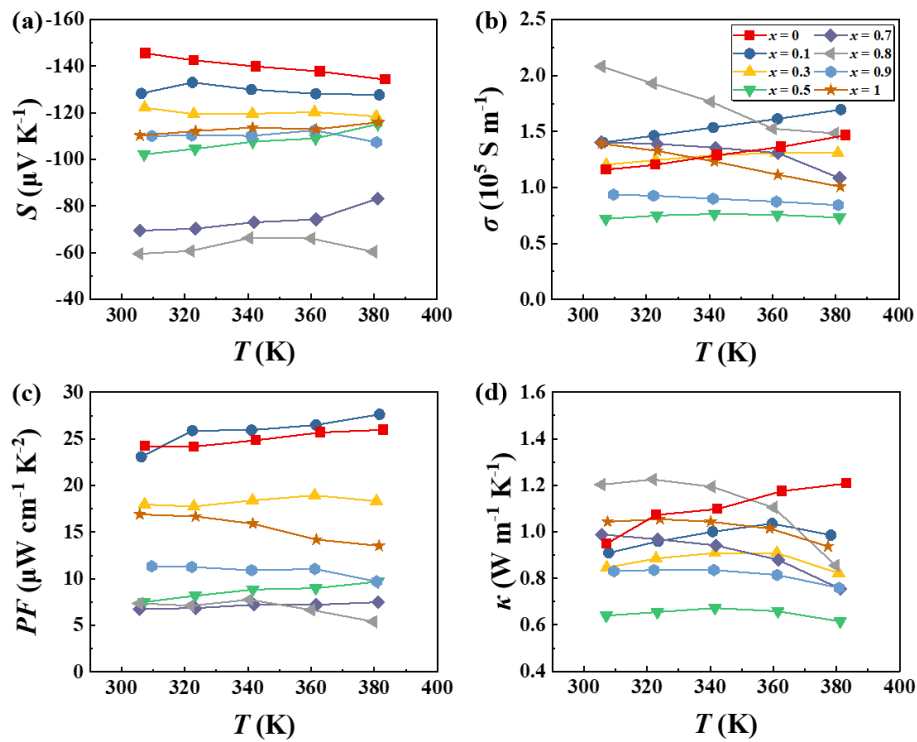 (a)
-160
-140
-120
-100
-80
-60
-40
S (μV K-1)
300 320 340 360 380 400
T (K)
(b)
2.5
2.0
1.5
1.0
0.5
0.0
σ (10⁵ S m-1)
x = 0 x = 0.7
x = 0.1 x = 0.8
x = 0.3 x = 0.9
x = 0.5 x = 1
300 320 340 360 380 400
T (K)
(c)
30
25
20
15
10
5
0
PF (μW cm-1 K-2)
300 320 340 360 380 400
T (K)
(d)
1.6
1.4
1.2
1.0
0.8
0.6
0.4
κ (W m-1 K-1)
300 320 340 360 380 400
T (K)